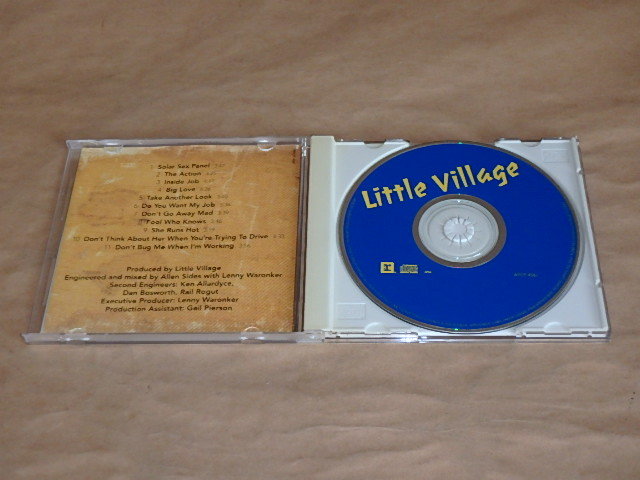 1 Solar Sex Panel
2 The Action
3 Inside Job
4 Big Love
5 Take Another Look
6 Do You Want My Job
7 Don't Go Away Mad
8 Fool Who Knows
9 She Runs Hot
10 Don't Think About Her When You're Trying To Drive
11 Don't Bug Me When I'm Working
Produced by Little Village
Engineered and mixed by Allen Sides with Lenny Waronker
Second Engineers: Ken Allardyce,
Dan Bosworth, Rail Rogut
Executive Producer: Lenny Waronker
Production Assistant: Gail Pierson
Little Village